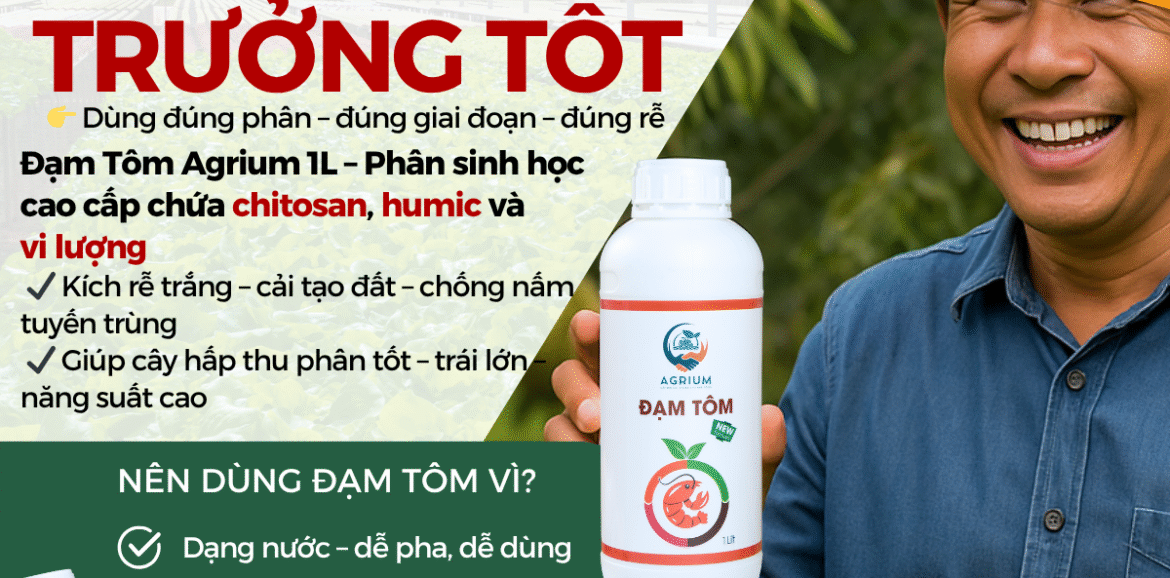 TRƯỞNG TỐT
👉 Dùng đúng phân – đúng giai đoạn – đúng rễ
Đạm Tôm Agrium 1L – Phân sinh học
cao cấp chứa chitosan, humic và
vi lượng
✔ Kích rễ trắng – cải tạo đất – chống nấm
tuyến trùng
✔ Giúp cây hấp thu phân tốt – trái lớn –
năng suất cao
NÊN DÙNG ĐẠM TÔM VÌ?
Dạng nước – dễ pha, dễ dùng
AGRIUM
ĐẠM TÔM
NEW
1 Lít